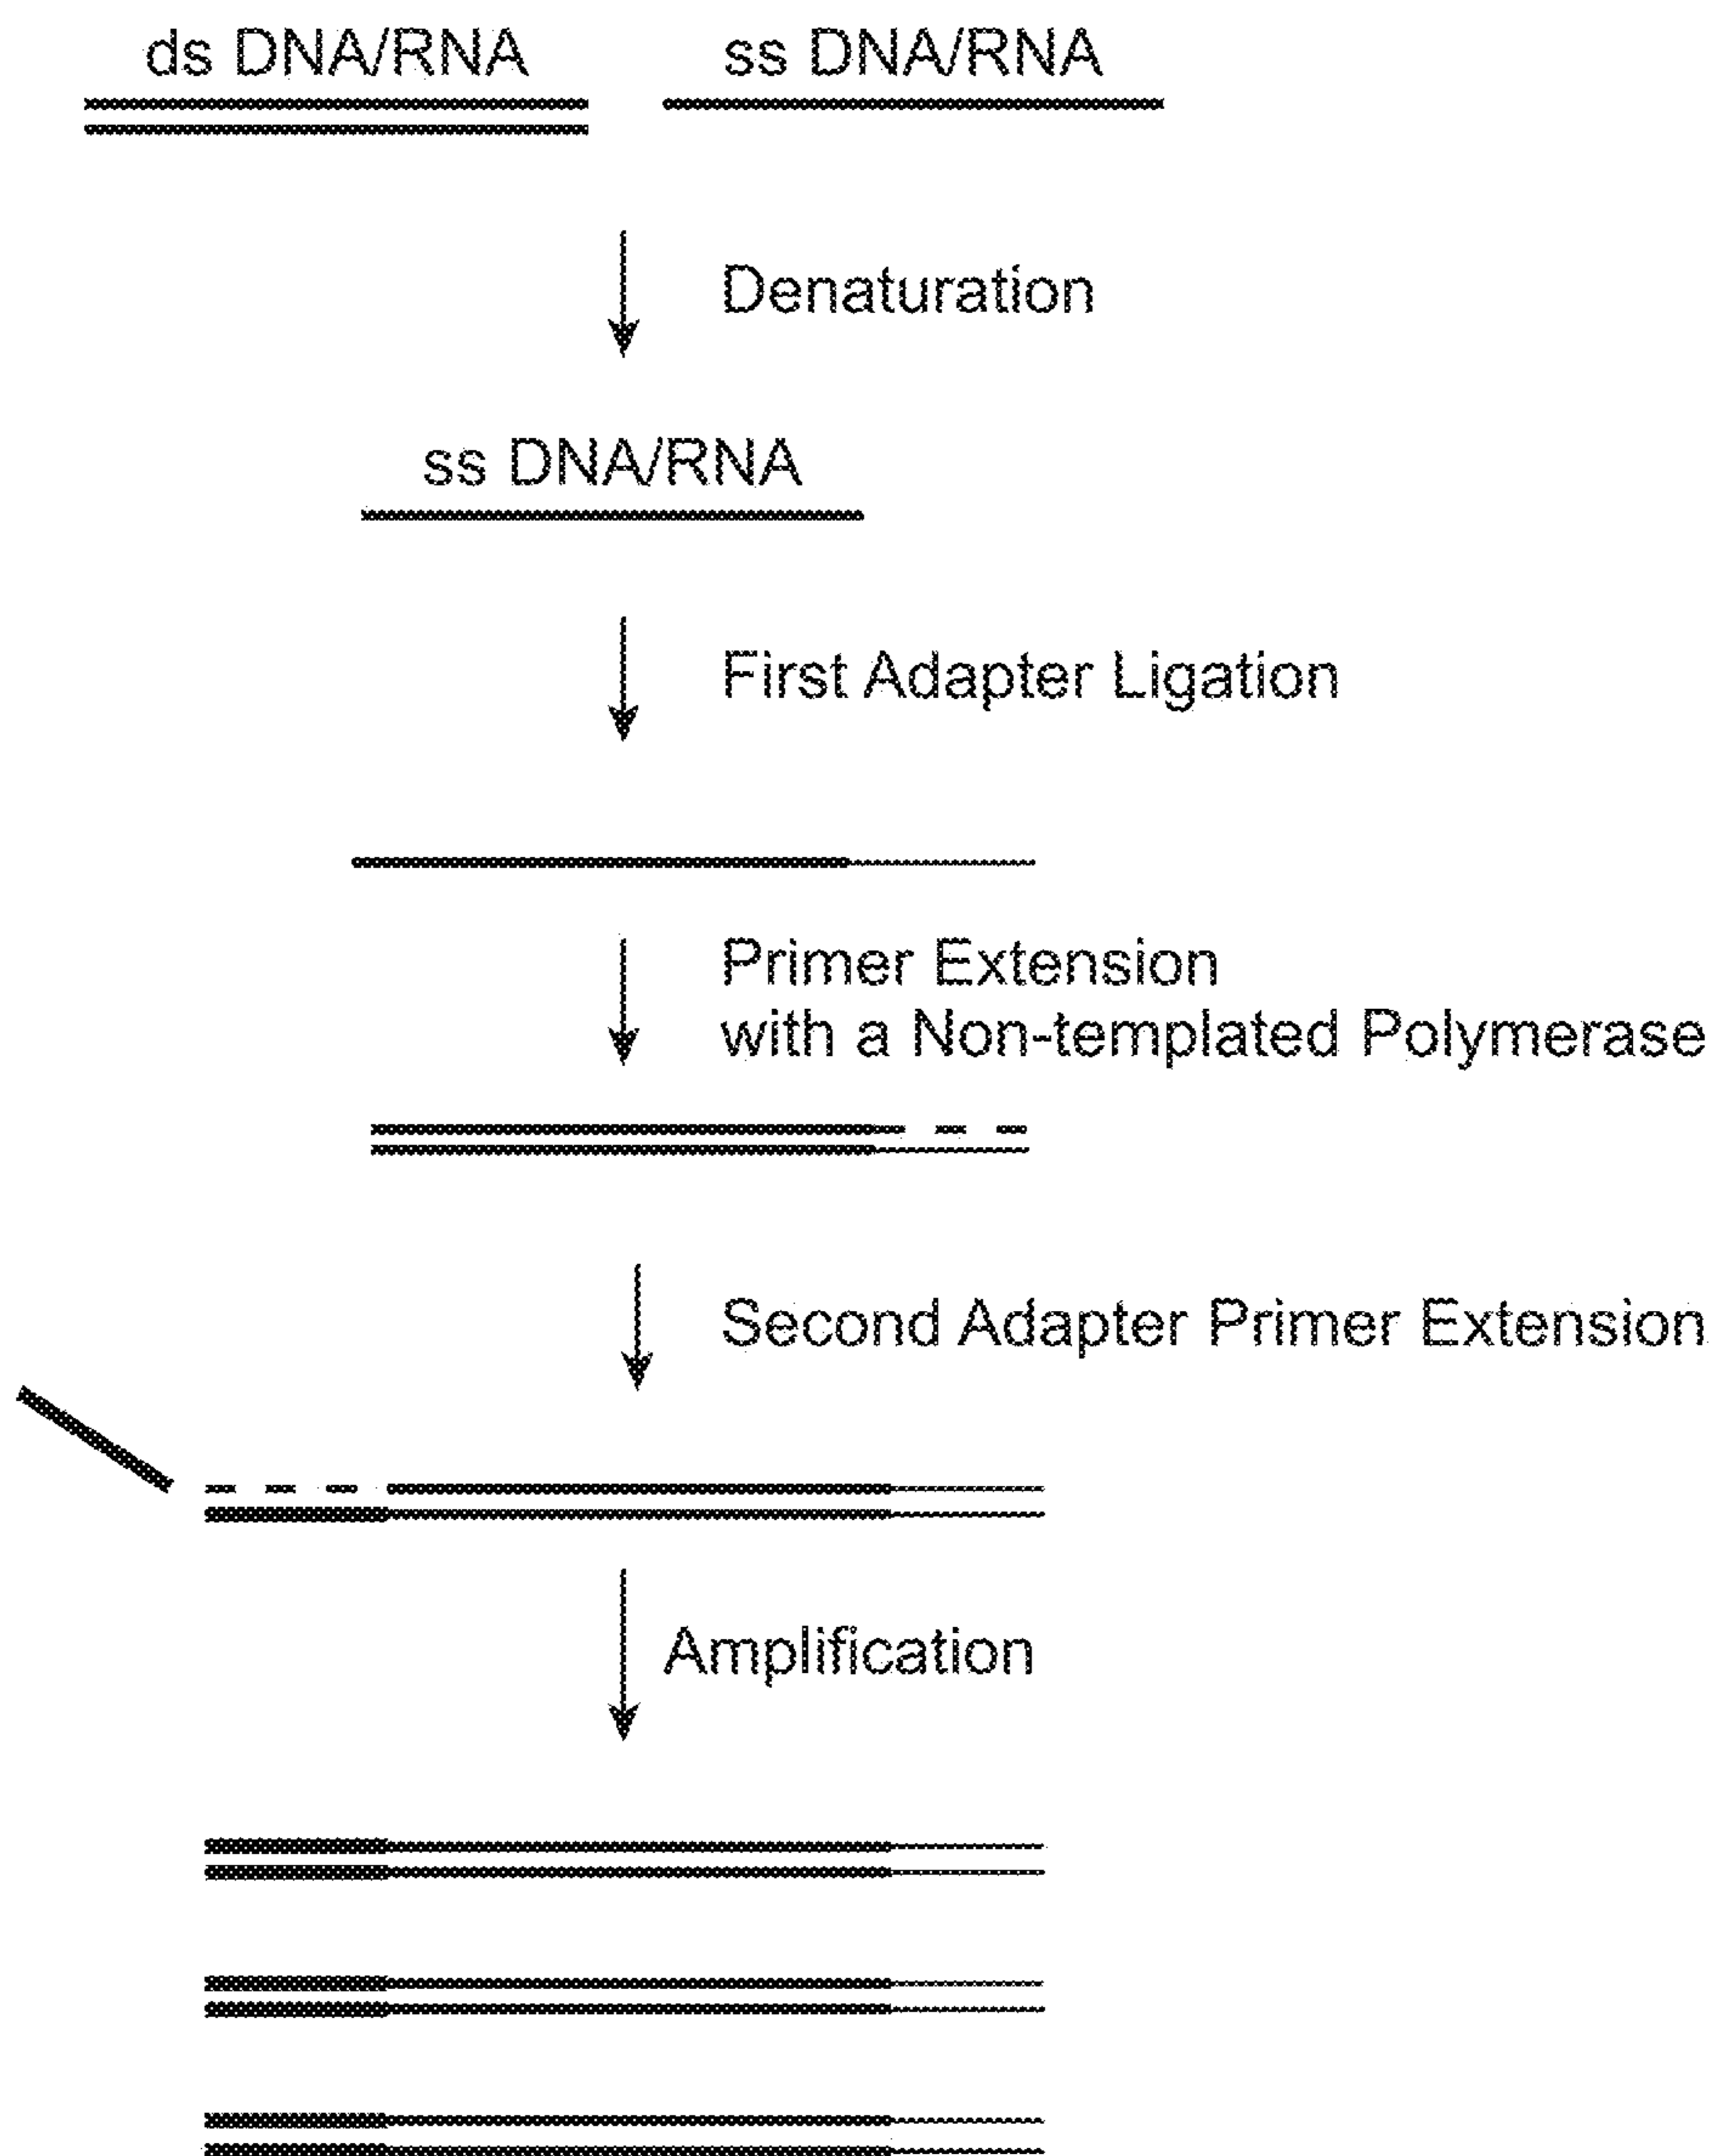 ds DNA/RNA
ss DNA/RNA
Denaturation
ss DNA/RNA
First Adapter Ligation
Primer Extension
with a Non-templated Polymerase
Second Adapter Primer Extension
Amplification